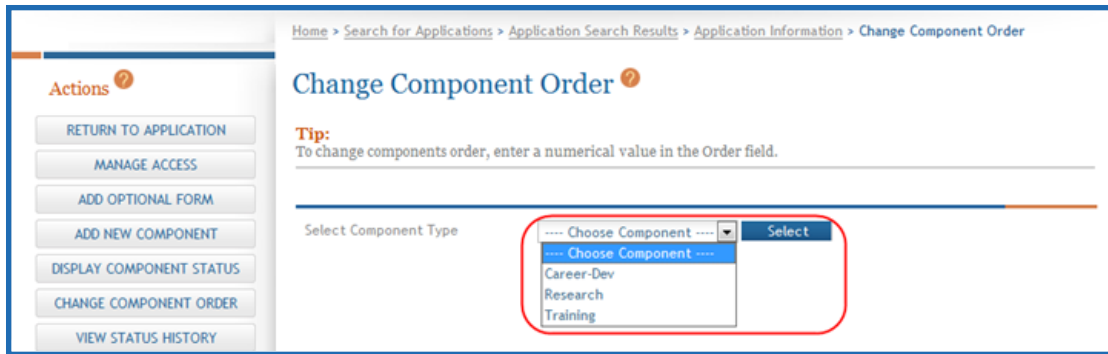 Home > Search for Applications > Application Search Results > Application Information > Change Component Order
Actions ?
RETURN TO APPLICATION
MANAGE ACCESS
ADD OPTIONAL FORM
ADD NEW COMPONENT
DISPLAY COMPONENT STATUS
CHANGE COMPONENT ORDER
VIEW STATUS HISTORY
Change Component Order ?
Tip:
To change components order, enter a numerical value in the Order field.
Select Component Type
---- Choose Component ---- Select
---- Choose Component ----
Career-Dev
Research
Training